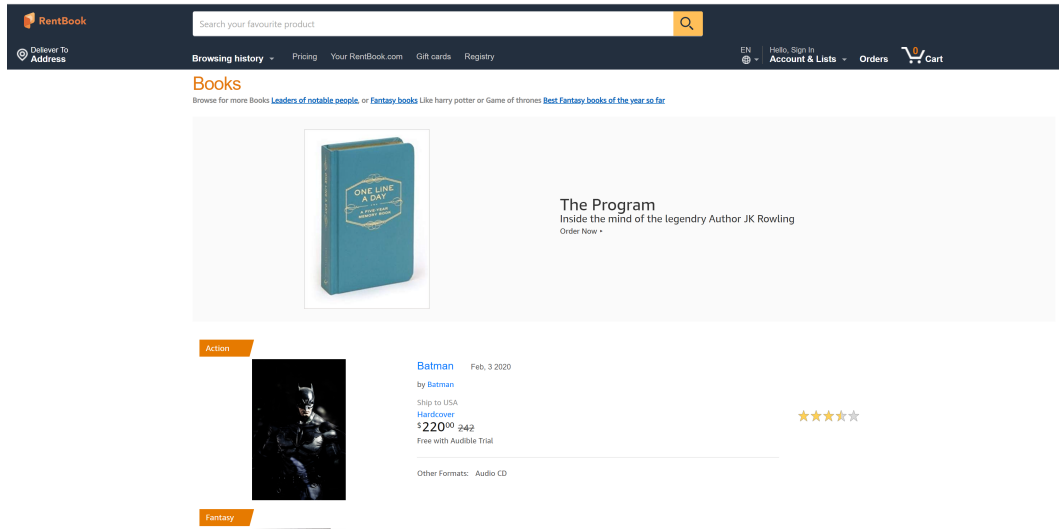 RentBook
Search your favourite product
Deliever To
Address
Browsing history
Pricing
Your RentBook.com
Gift cards
Registry
EN
Hello, Sign In
Account & Lists
Orders
0
Cart
Books
Browse for more Books Leaders of notable people, or Fantasy books Like harry potter or Game of thrones Best Fantasy books of the year so far
ONE LINE
A DAY
A FIVE-YEAR
MEMORY BOOK
The Program
Inside the mind of the legendry Author JK Rowling
Order Now
Action
Batman Feb, 3 2020
by Batman
Ship to USA
Hardcover
$22000 242
Free with Audible Trial
Other Formats: Audio CD
Fantasy